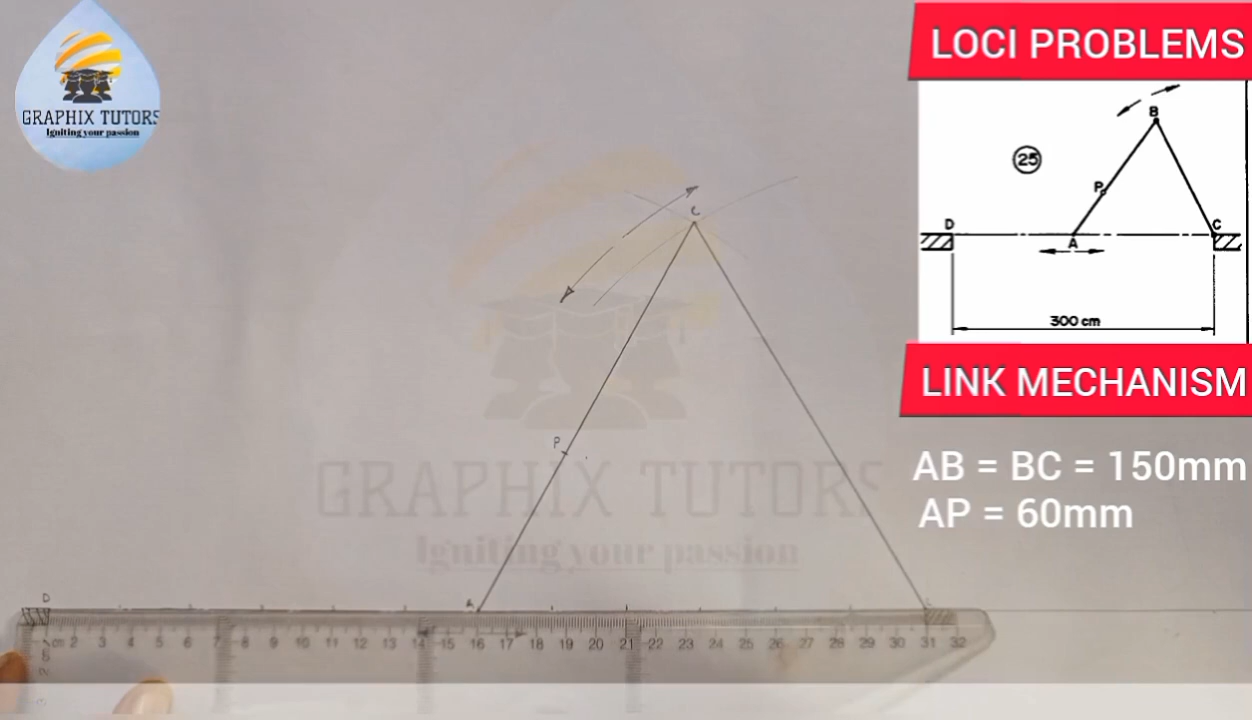 GRAPHIX TUTORS
Igniting your passion
LOCI PROBLEMS
B
25
P
D
C
A
300 cm
LINK MECHANISM
AB = BC = 150mm
AP = 60mm
C
P
GRAPHIX TUTORS
Igniting your passion
D
A
cm 2 3 4 5 6 7 8 9 10 11 12 13 14 15 16 17 18 19 20 21 22 23 24 25 26 27 28 29 30 31 32